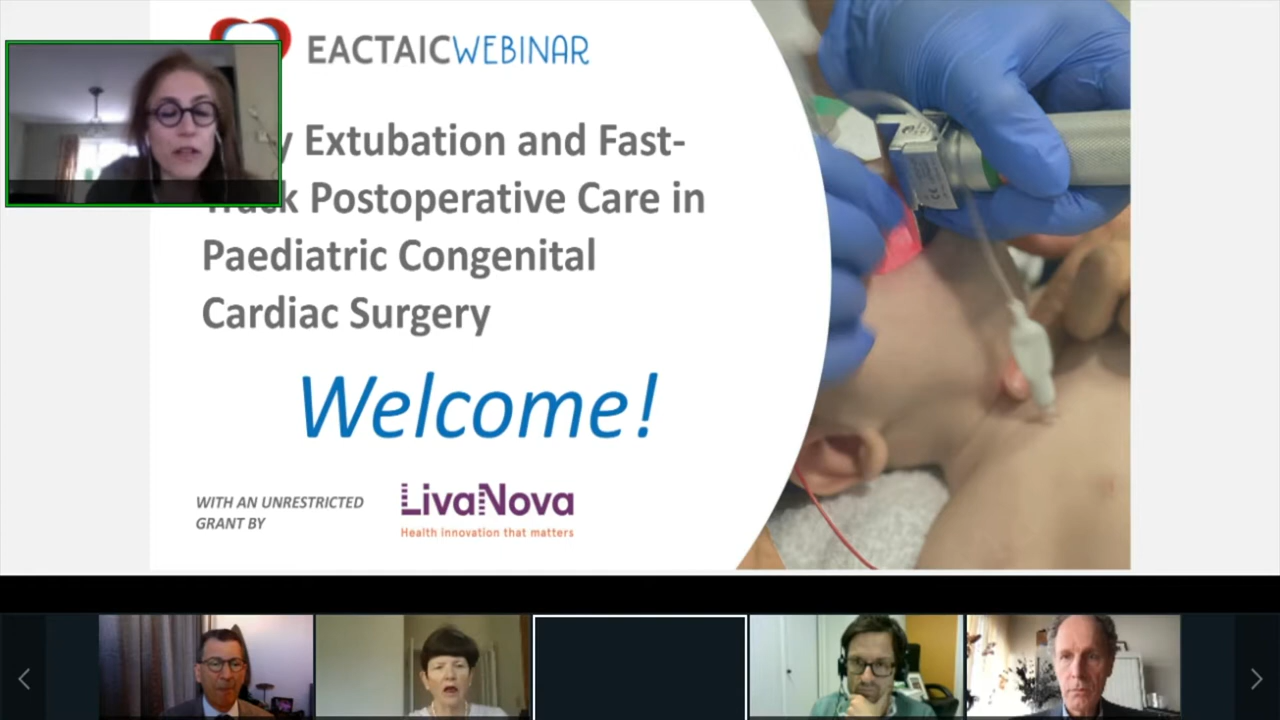 EACTAICWEBINAR
y Extubation and Fast-
Track Postoperative Care in
Paediatric Congenital
Cardiac Surgery
Welcome!
WITH AN UNRESTRICTED
GRANT BY
LivaNova
Health innovation that matters